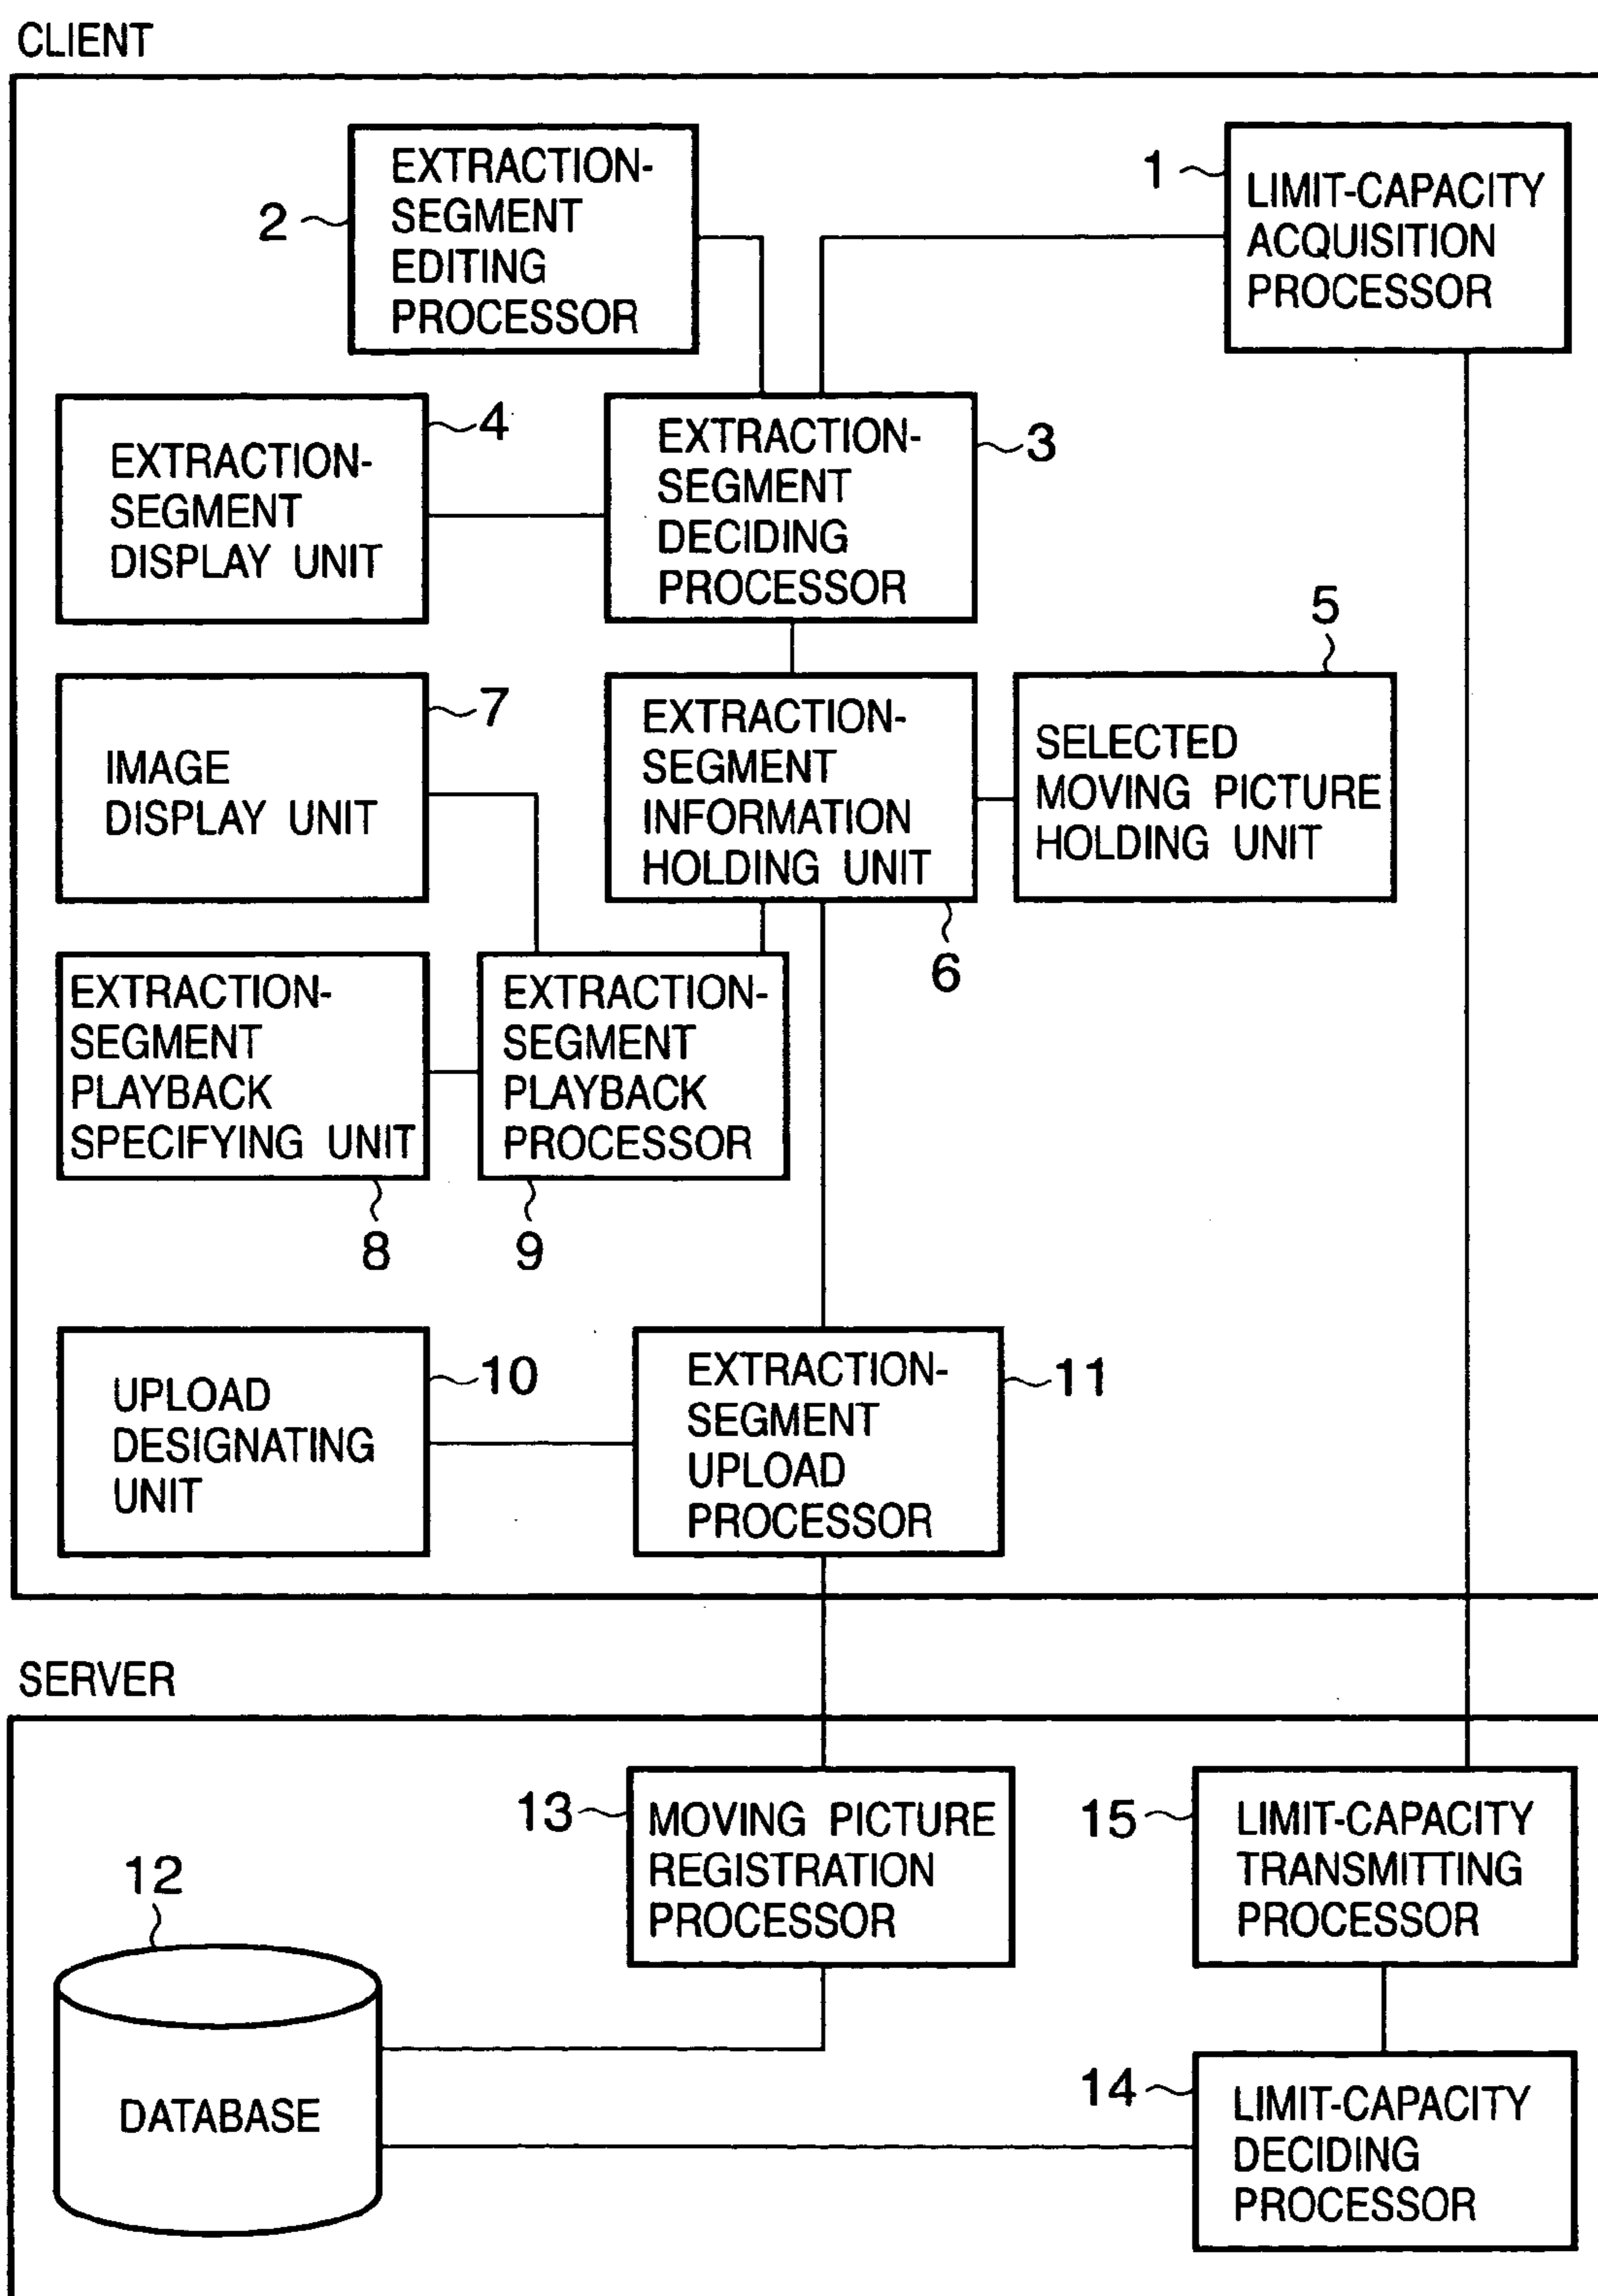 CLIENT
2
EXTRACTION-
SEGMENT
EDITING
PROCESSOR
1
LIMIT-CAPACITY
ACQUISITION
PROCESSOR
EXTRACTION-
SEGMENT
DISPLAY UNIT
4
EXTRACTION-
SEGMENT
DECIDING
PROCESSOR
3
IMAGE
DISPLAY UNIT
7
EXTRACTION-
SEGMENT
INFORMATION
HOLDING UNIT
6
5
SELECTED
MOVING PICTURE
HOLDING UNIT
EXTRACTION-
SEGMENT
PLAYBACK
SPECIFYING UNIT
8
EXTRACTION-
SEGMENT
PLAYBACK
PROCESSOR
9
UPLOAD
DESIGNATING
UNIT
10
EXTRACTION-
SEGMENT
UPLOAD
PROCESSOR
11
SERVER
13
MOVING PICTURE
REGISTRATION
PROCESSOR
15
LIMIT-CAPACITY
TRANSMITTING
PROCESSOR
12
DATABASE
14
LIMIT-CAPACITY
DECIDING
PROCESSOR